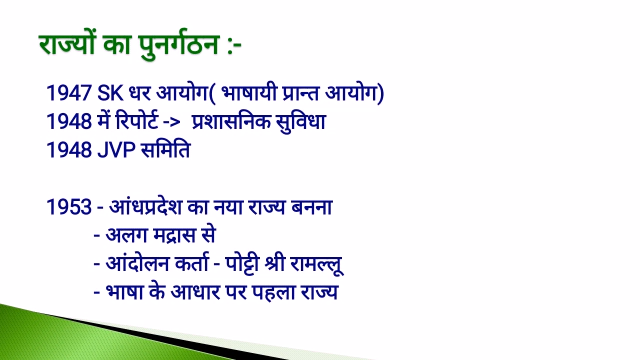 राज्यों का पुनर्गठन :-
1947 SK धर आयोग( भाषायी प्रान्त आयोग)
1948 में रिपोर्ट -> प्रशासनिक सुविधा
1948 JVP समिति
1953 - आंधप्रदेश का नया राज्य बनना
- अलग मद्रास से
- आंदोलन कर्ता - पोट्टी श्री रामल्लू
- भाषा के आधार पर पहला राज्य